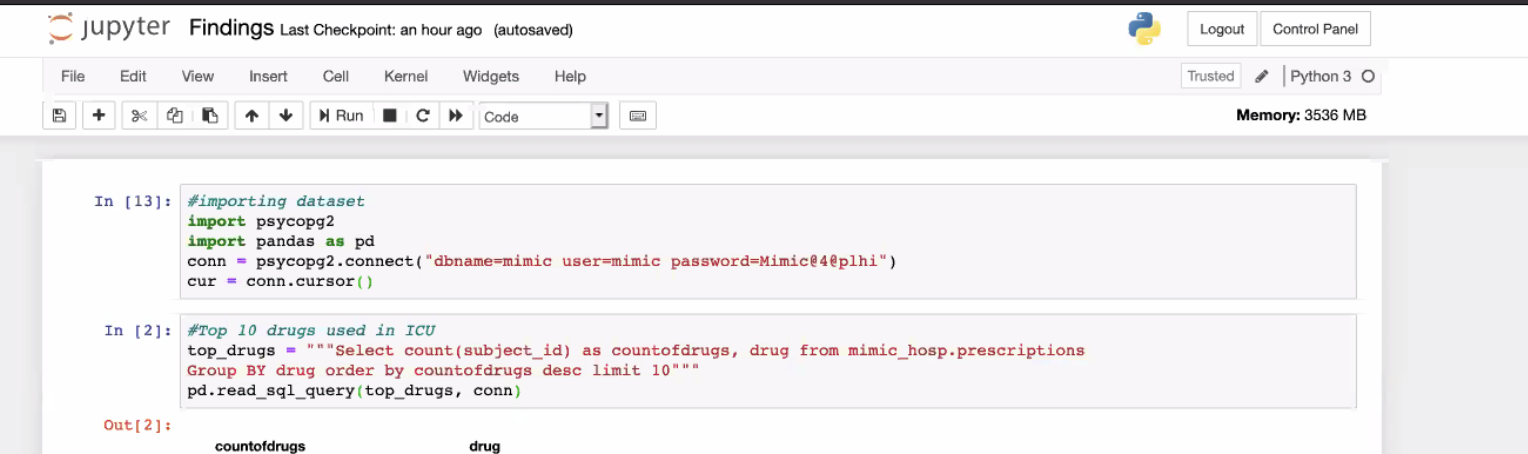 jupyter Findings Last Checkpoint: an hour ago (autosaved) Logout Control Panel
File Edit View Insert Cell Kernel Widgets Help Trusted Python 3
Run Code Memory: 3536 MB
In [13]: #importing dataset
import psycopg2
import pandas as pd
conn = psycopg2.connect("dbname=mimic user=mimic password=Mimic@4@plhi")
cur = conn.cursor()
In [2]: #Top 10 drugs used in ICU
top_drugs = """Select count(subject_id) as countofdrugs, drug from mimic_hosp.prescriptions
Group BY drug order by countofdrugs desc limit 10"""
pd.read_sql_query(top_drugs, conn)
Out[2]:
countofdrugs drug